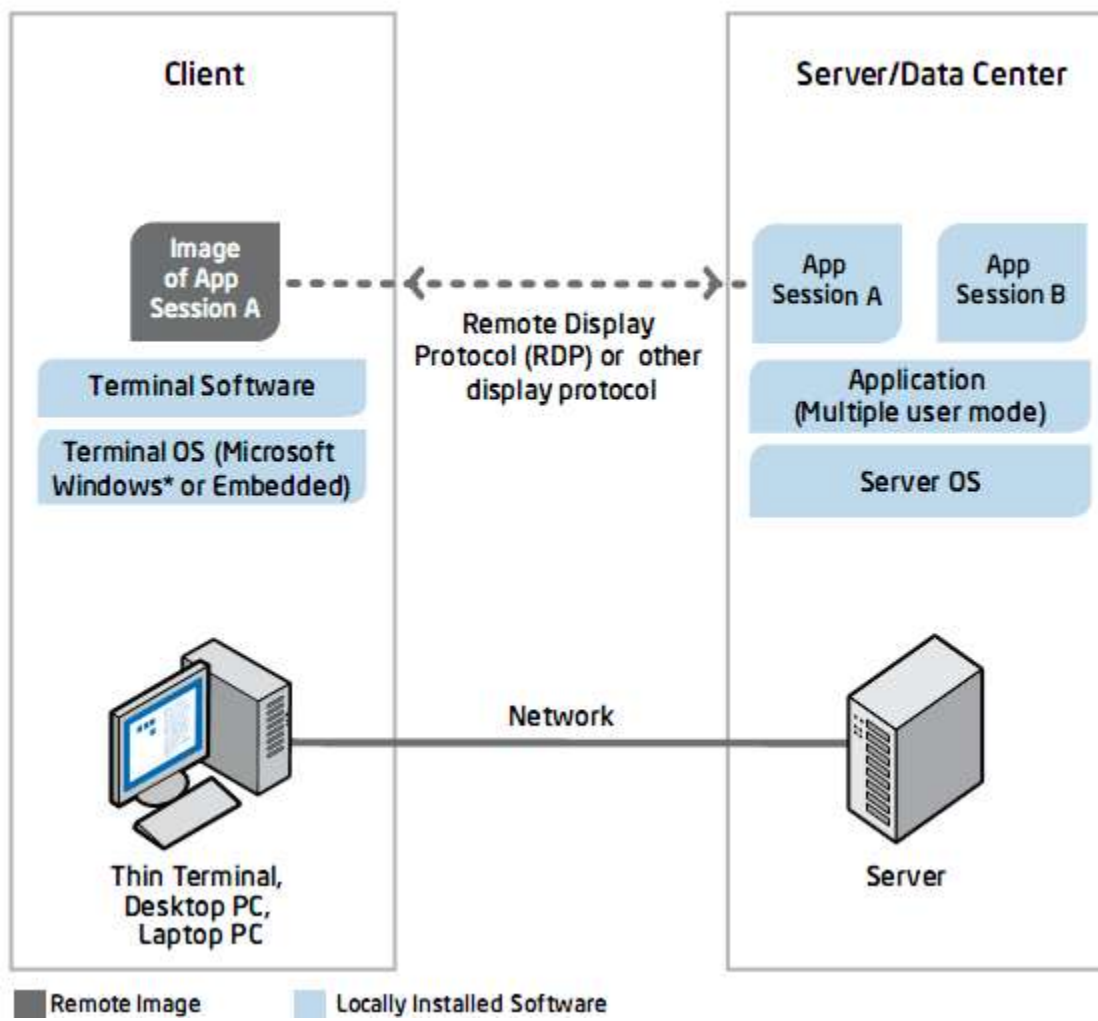 Client
Server/Data Center
Image
of App
Session A
App
Session A
App
Session B
Remote Display
Protocol (RDP) or other
display protocol
Terminal Software
Application
(Multiple user mode)
Terminal OS (Microsoft
Windows* or Embedded)
Server OS
Network
Thin Terminal,
Desktop PC,
Laptop PC
Server
Remote Image
Locally Installed Software